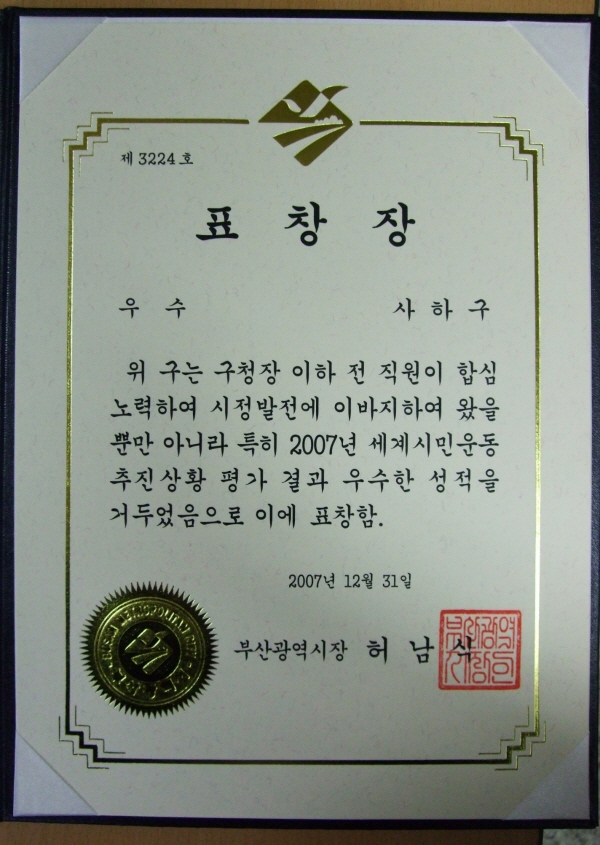 제 3224 호
표 창 장
우 수 사 하 구
위 구는 구청장 이하 전 직원이 합심
노력하여 시정발전에 이바지하여 왔을
뿐만 아니라 특히 2007년 세계시민운동
추진상황 평가 결과 우수한 성적을
거두었음으로 이에 표창함.
2007년 12월 31일
부산광역시장 허 남 식